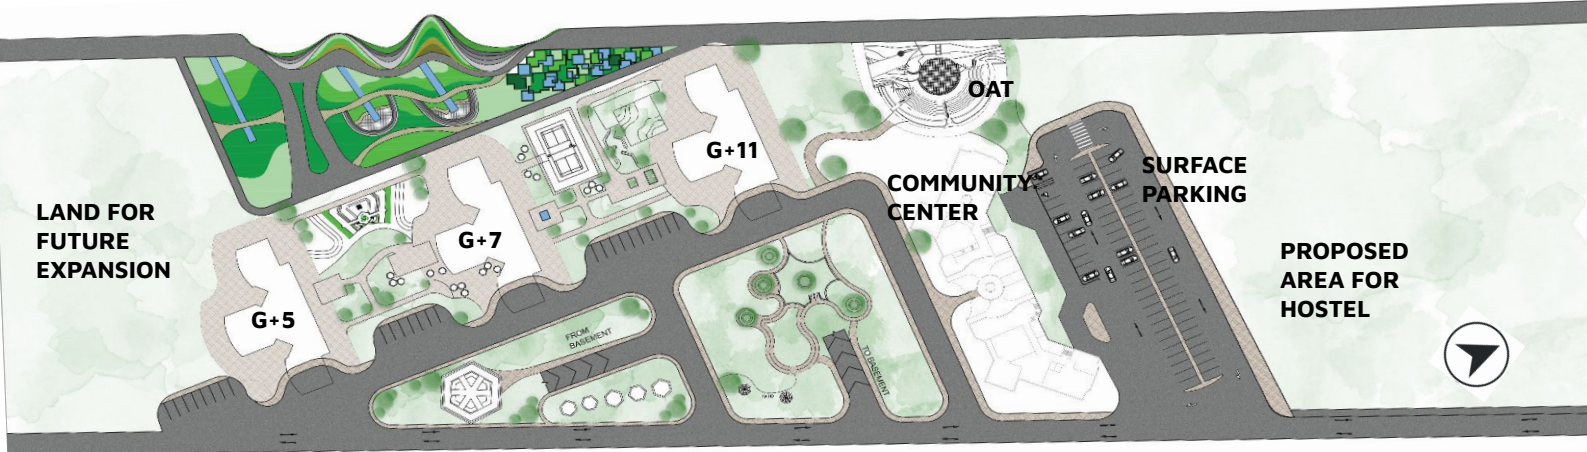 OAT
G+11
SURFACE
PARKING
COMMUNITY
CENTER
LAND FOR
FUTURE
EXPANSION
G+7
PROPOSED
AREA FOR
HOSTEL
G+5
FROM
BASEMENT
TO BASEMENT